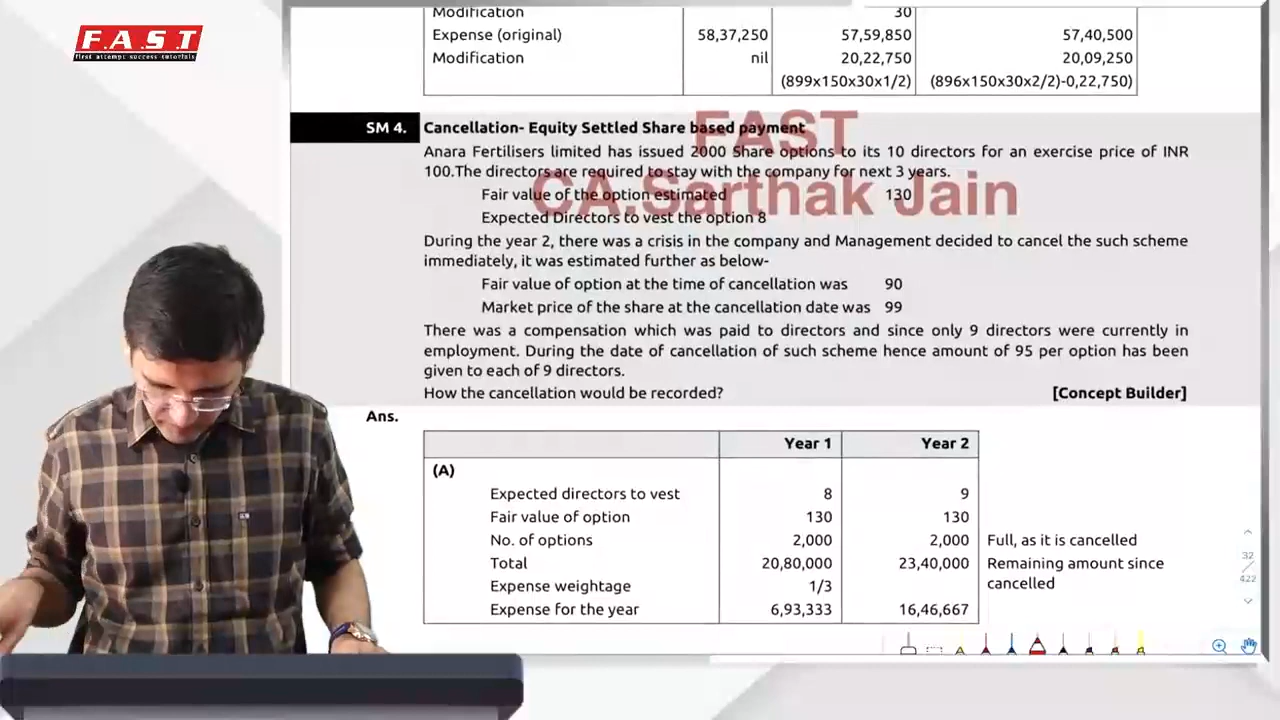 F.A.S.T
first attempt success tutorials
Modification 30
Expense (original) 58,37,250 57,59,850 57,40,500
Modification nil 20,22,750 20,09,250
(899x150x30x1/2) (896x150x30x2/2)-0,22,750)
SM 4. Cancellation- Equity Settled Share based payment
FAST
CA.Sarthak Jain
Anara Fertilisers limited has issued 2000 Share options to its 10 directors for an exercise price of INR
100.The directors are required to stay with the company for next 3 years.
Fair value of the option estimated 130
Expected Directors to vest the option 8
During the year 2, there was a crisis in the company and Management decided to cancel the such scheme
immediately, it was estimated further as below-
Fair value of option at the time of cancellation was 90
Market price of the share at the cancellation date was 99
There was a compensation which was paid to directors and since only 9 directors were currently in
employment. During the date of cancellation of such scheme hence amount of 95 per option has been
given to each of 9 directors.
How the cancellation would be recorded? [Concept Builder]
Ans.
Year 1 Year 2
(A)
Expected directors to vest 8 9
Fair value of option 130 130
No. of options 2,000 2,000 Full, as it is cancelled
Total 20,80,000 23,40,000 Remaining amount since
cancelled
Expense weightage 1/3
Expense for the year 6,93,333 16,46,667
32
/
422